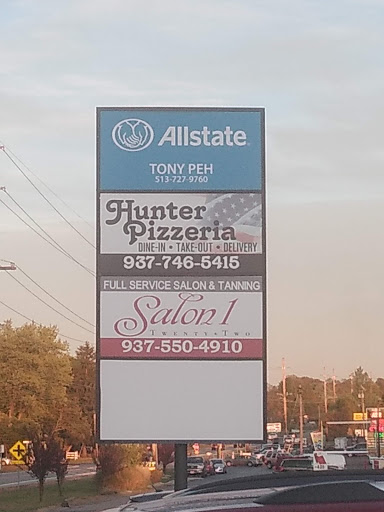 Allstate
TONY PEH
513-727-9760
Hunter
Pizzeria
DINE-IN • TAKE-OUT • DELIVERY
937-746-5415
FULL SERVICE SALON & TANNING
Salon 1
TWENTY * TWO
937-550-4910